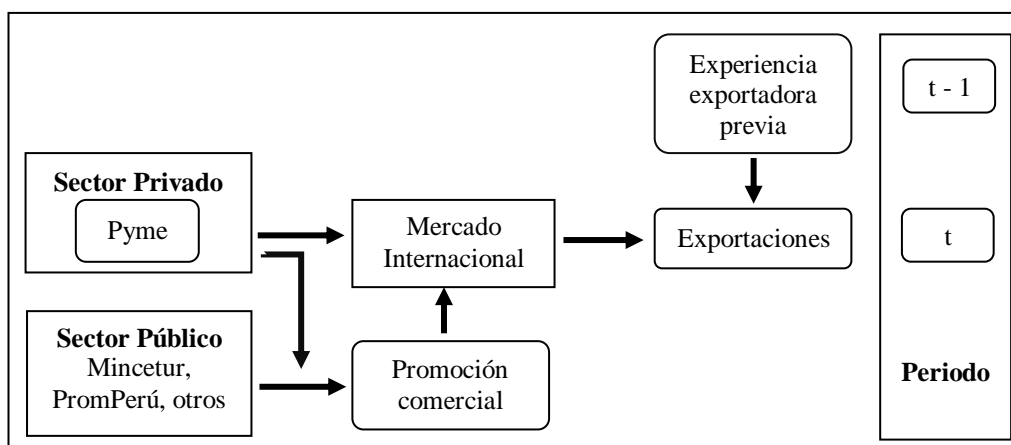 Experiencia
exportadora
previa
t - 1
Sector Privado
Pyme
Mercado
Internacional
Exportaciones
t
Sector Público
Mincetur,
PromPerú, otros
Promoción
comercial
Periodo